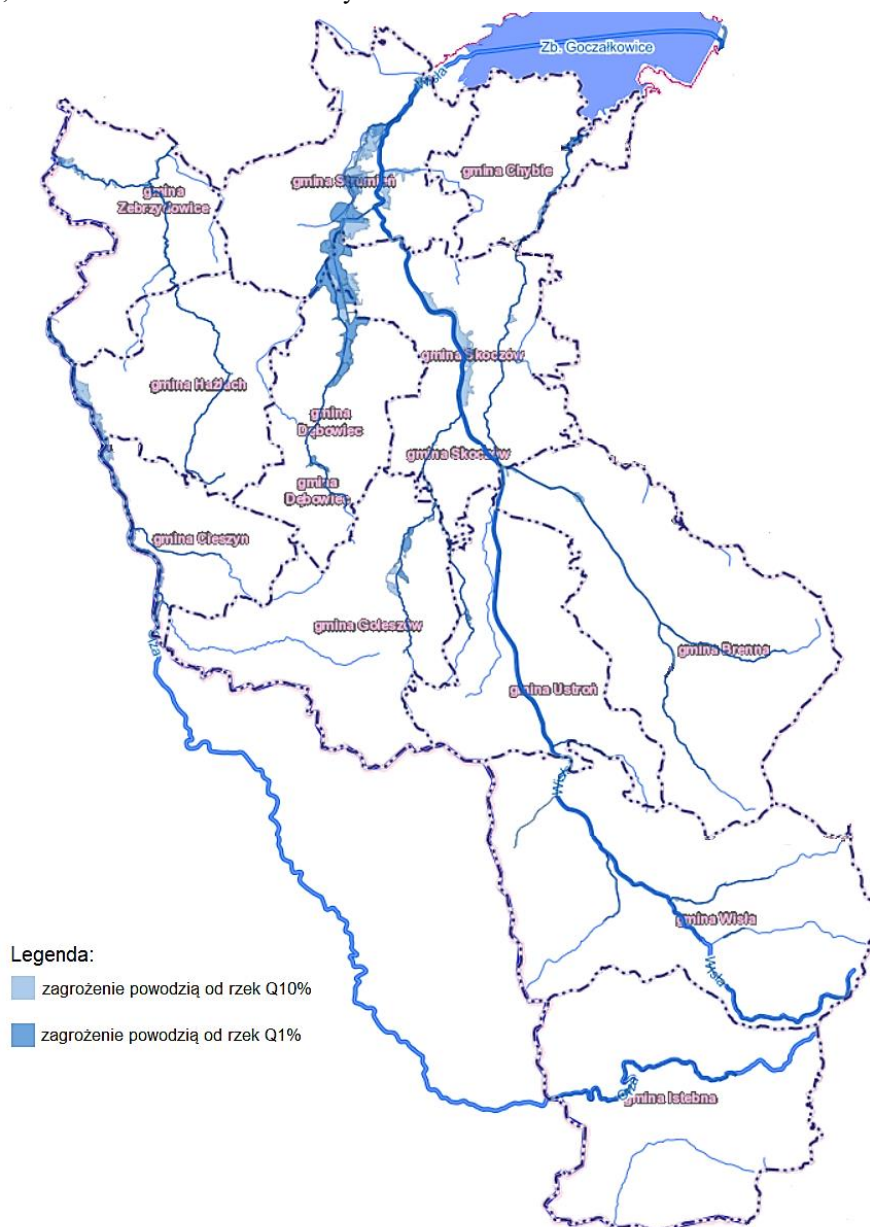 Zb. Goczałkowice
Wisła
gmina Chybie
gmina Strumień
gmina
Zebrzydowice
gmina Skoczów
gmina Hażlach
gmina
Dębowiec
gmina Skoczów
gmina
Dębowiec
gmina Cieszyn
gmina Goleszów
gmina Brenna
gmina Ustroń
Wisła
gmina Wisła
Wisła
Legenda:
zagrożenie powodzią od rzek Q10%
zagrożenie powodzią od rzek Q1%
gmina Istebna